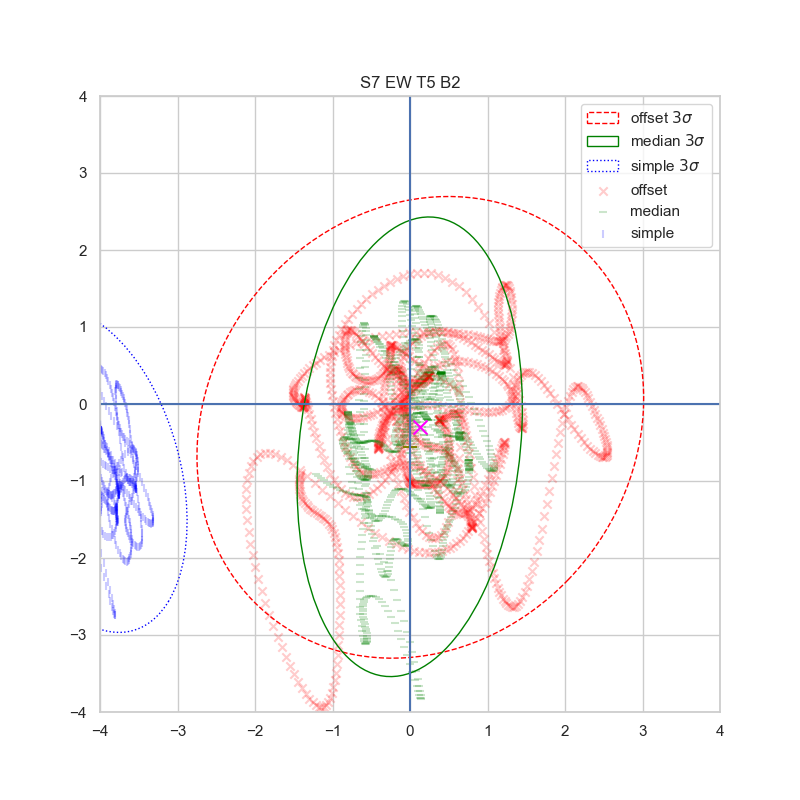 S7 EW T5 B2
4
3
2
1
0
−1
−2
−3
−4
−4 −3 −2 −1 0 1 2 3 4
offset 3σ
median 3σ
simple 3σ
offset
median
simple